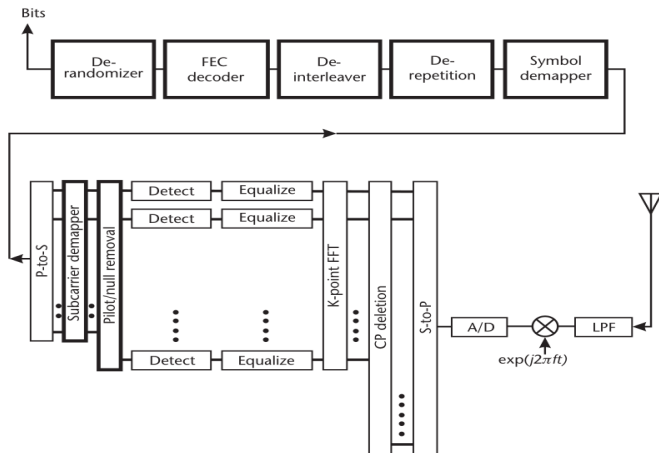 Bits
De-
randomizer
FEC
decoder
De-
interleaver
De-
repetition
Symbol
demapper
P-to-S
Subcarrier demapper
Pilot/null removal
Detect
Equalize
Detect
Equalize
Detect
Equalize
K-point FFT
CP deletion
S-to-P
A/D
LPF
exp(j2πft)